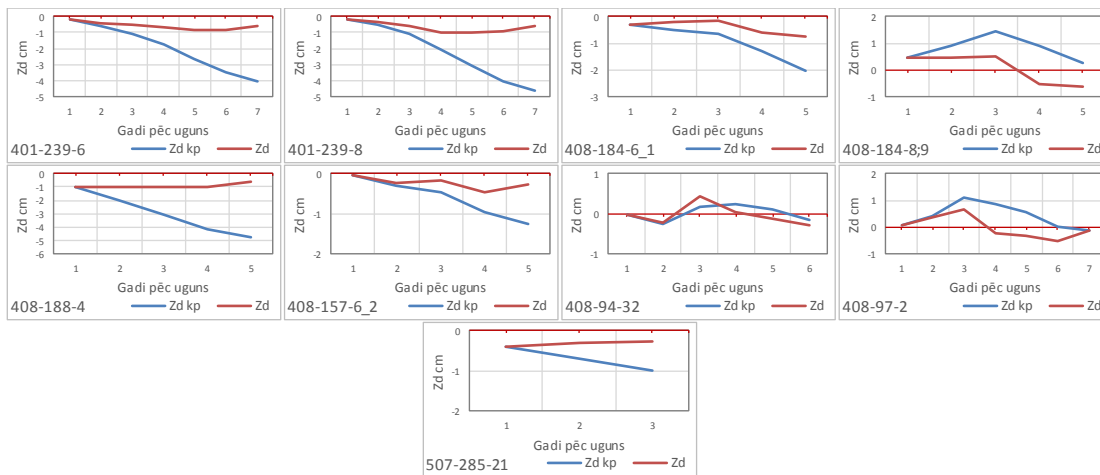 0
-1
-2
-3
-4
-5
Zd cm
1 2 3 4 5 6 7
Gadi pēc uguns
401-239-6
Zd kp Zd
0
-1
-2
-3
-4
-5
Zd cm
1 2 3 4 5 6 7
Gadi pēc uguns
401-239-8
Zd kp Zd
0
-1
-2
-3
Zd cm
1 2 3 4 5
Gadi pēc uguns
408-184-6_1
Zd kp Zd
2
1
0
-1
Zd cm
1 2 3 4 5
Gadi pēc uguns
408-184-8;9
Zd kp Zd
0
-1
-2
-3
-4
-5
-6
Zd cm
1 2 3 4 5
Gadi pēc uguns
408-188-4
Zd kp Zd
0
-1
-2
Zd cm
1 2 3 4 5
Gadi pēc uguns
408-157-6_2
Zd kp Zd
1
0
-1
Zd cm
1 2 3 4 5 6
Gadi pēc uguns
408-94-32
Zd kp Zd
2
1
0
-1
Zd cm
1 2 3 4 5 6 7
Gadi pēc uguns
408-97-2
Zd kp Zd
0
-1
-2
Zd cm
1 2 3
Gadi pēc uguns
507-285-21
Zd kp Zd